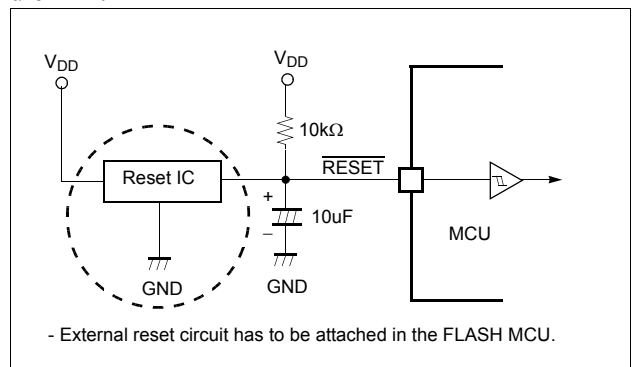 VDD
VDD
10kΩ
RESET
Reset IC
+
10uF
–
MCU
GND
GND
- External reset circuit has to be attached in the FLASH MCU.